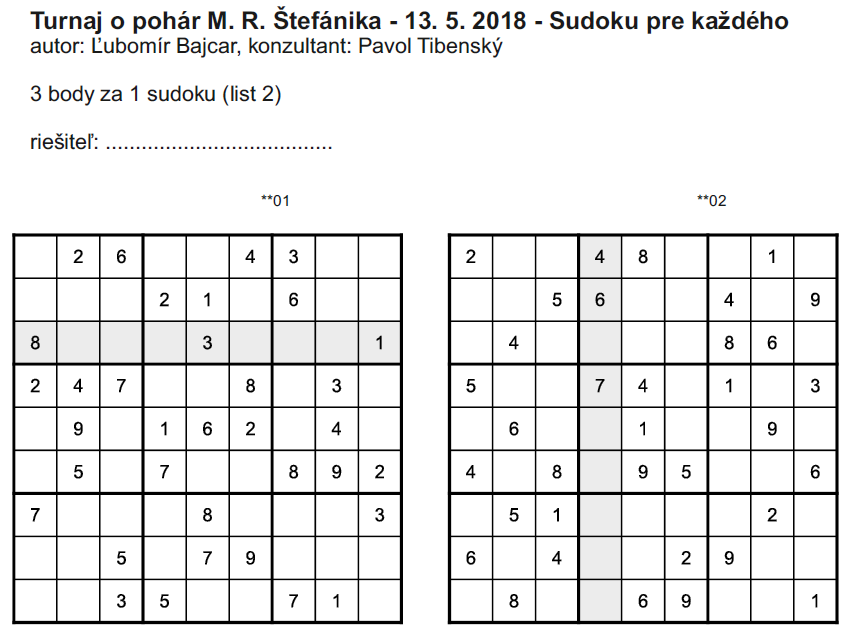 Turnaj o pohár M. R. Štefánika - 13. 5. 2018 - Sudoku pre každého
autor: Ľubomír Bajcar, konzultant: Pavol Tibenský
3 body za 1 sudoku (list 2)
riešiteľ: ......................................
**01
2 6 4 3
2 1 6
8 3 1
2 4 7 8 3
9 1 6 2 4
5 7 8 9 2
7 8 3
5 7 9
3 5 7 1
**02
2 4 8 1
5 6 4 9
4 8 6
5 7 4 1 3
6 1 9
4 8 9 5 6
5 1 2
6 4 2 9
8 6 9 1